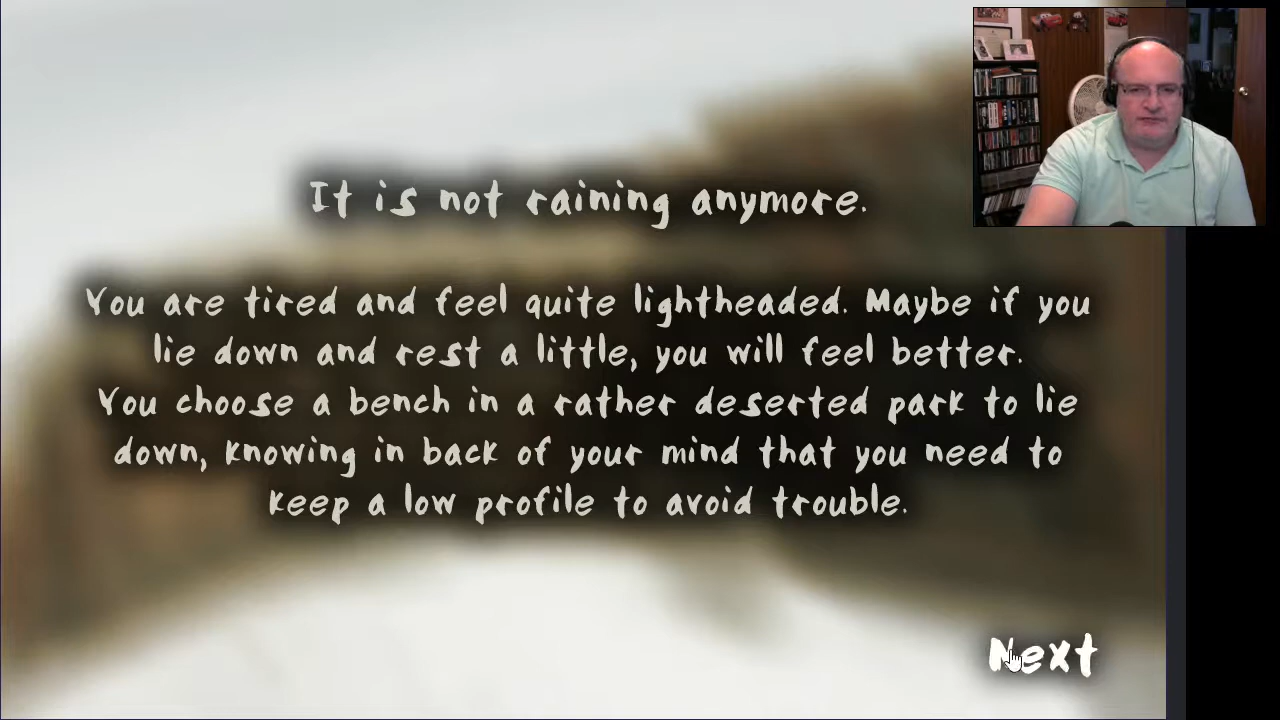 It is not raining anymore.
You are tired and feel quite lightheaded. Maybe if you
lie down and rest a little, you will feel better.
You choose a bench in a rather deserted park to lie
down, knowing in back of your mind that you need to
keep a low profile to avoid trouble.
Next